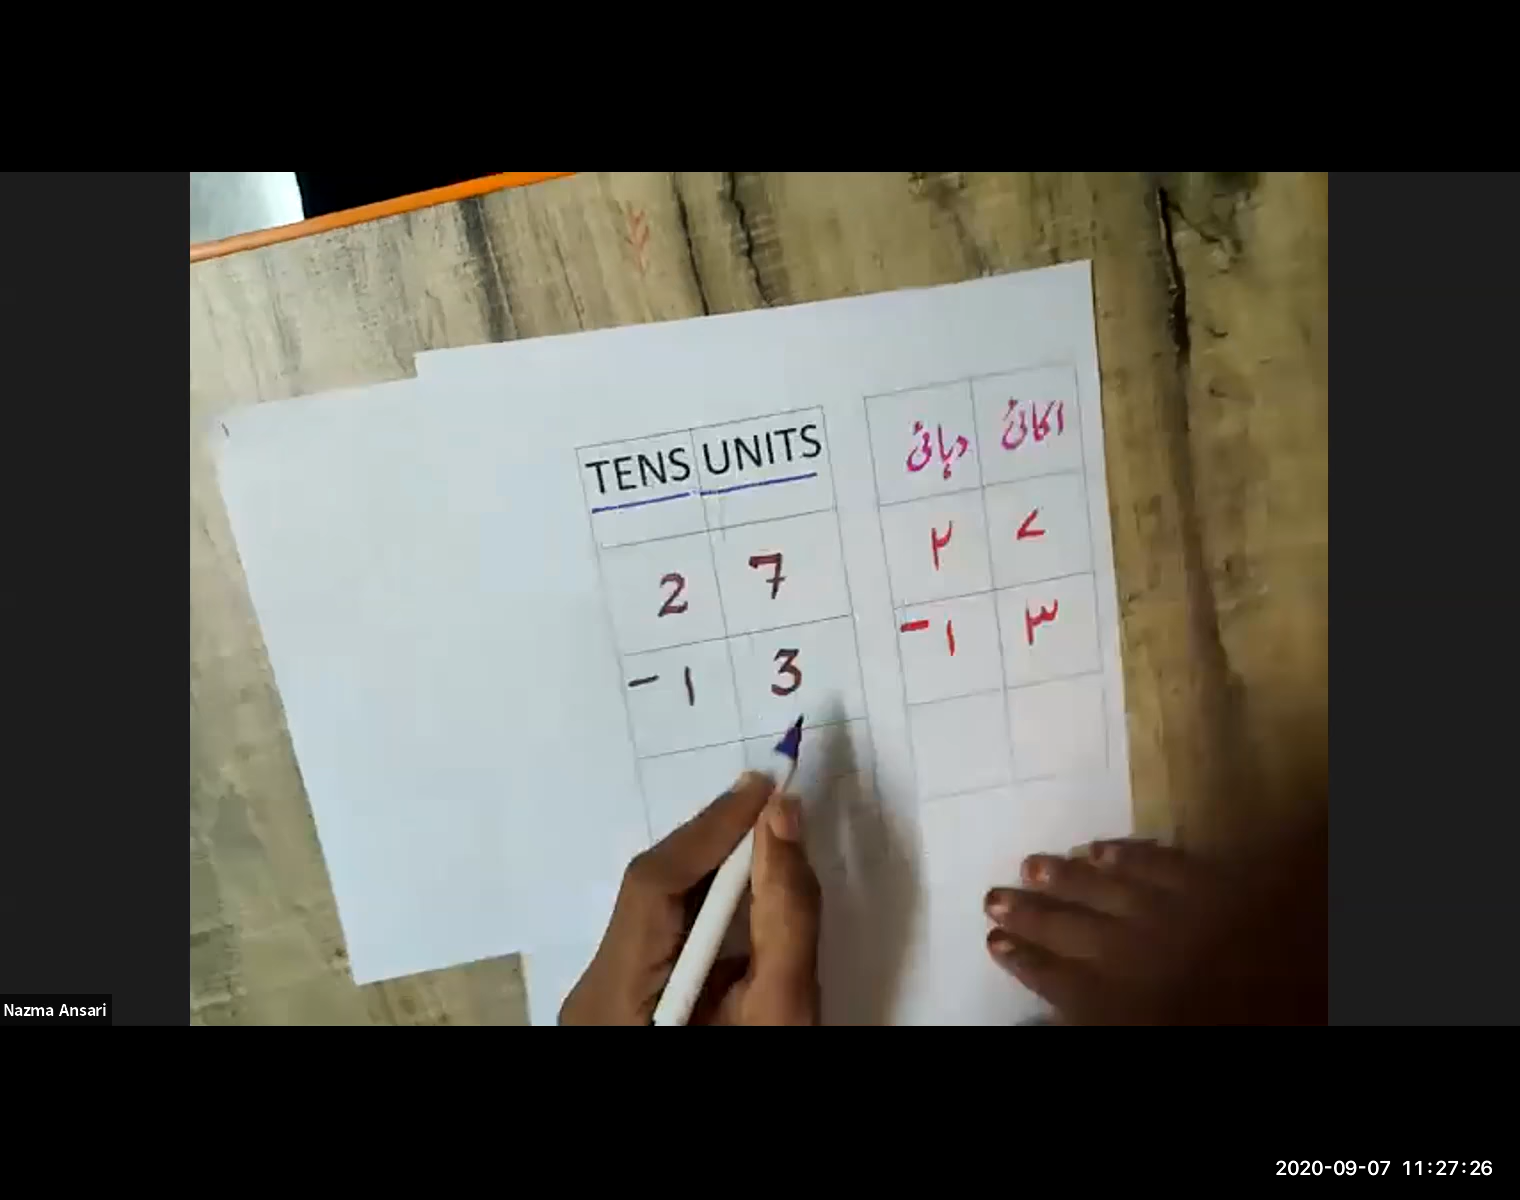 TENS UNITS
2 7
- 1 3
دہائی اکائی
۲ ۷
- ۱ ۳
Nazma Ansari
2020-09-07 11:27:26